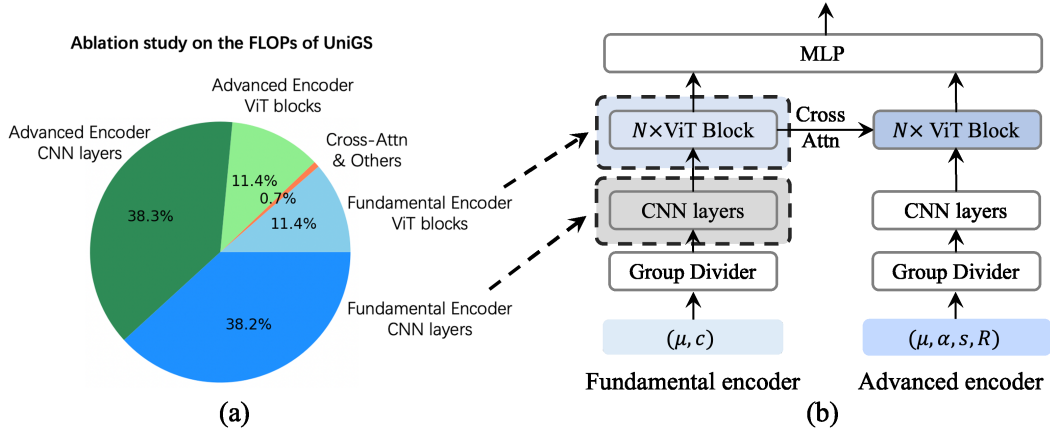 Ablation study on the FLOPs of UniGS
Advanced Encoder
ViT blocks
Advanced Encoder
CNN layers
Cross-Attn
& Others
Fundamental Encoder
ViT blocks
Fundamental Encoder
CNN layers
11.4%
0.7%
11.4%
38.3%
38.2%
(a)
MLP
N×ViT Block
Cross
Attn
N× ViT Block
CNN layers
CNN layers
Group Divider
Group Divider
(μ, c)
(μ, α, s, R)
Fundamental encoder
Advanced encoder
(b)